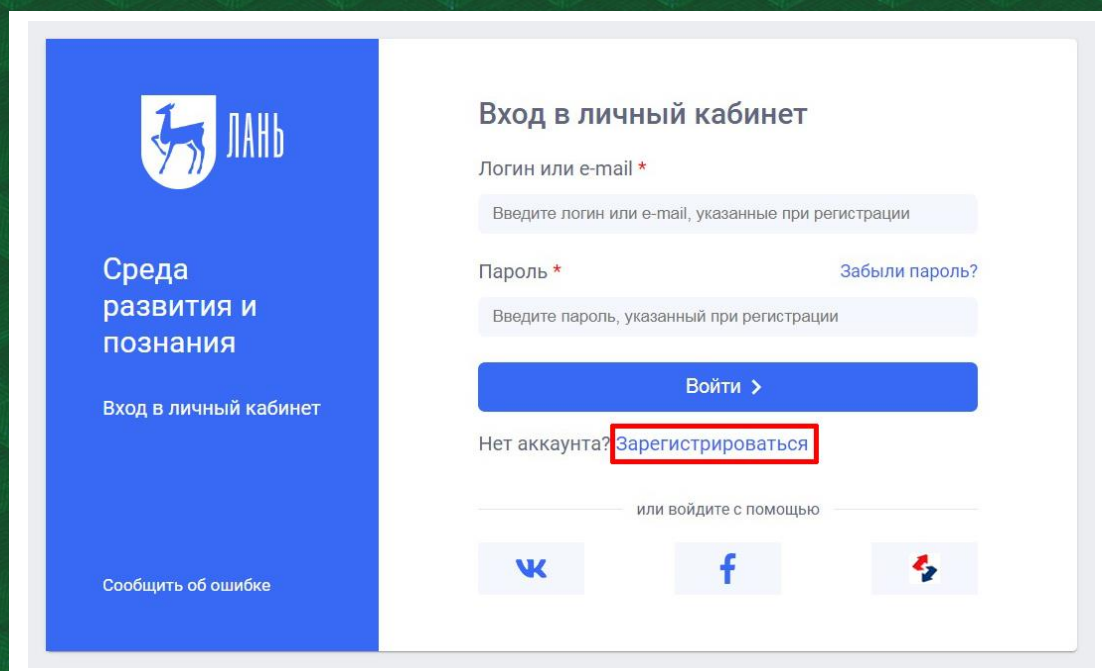 ЛАНЬ
Среда
развития и
познания
Вход в личный кабинет
Сообщить об ошибке
Вход в личный кабинет
Логин или e-mail *
Введите логин или e-mail, указанные при регистрации
Пароль * Забыли пароль?
Введите пароль, указанный при регистрации
Войти >
Нет аккаунта? Зарегистрироваться
или войдите с помощью